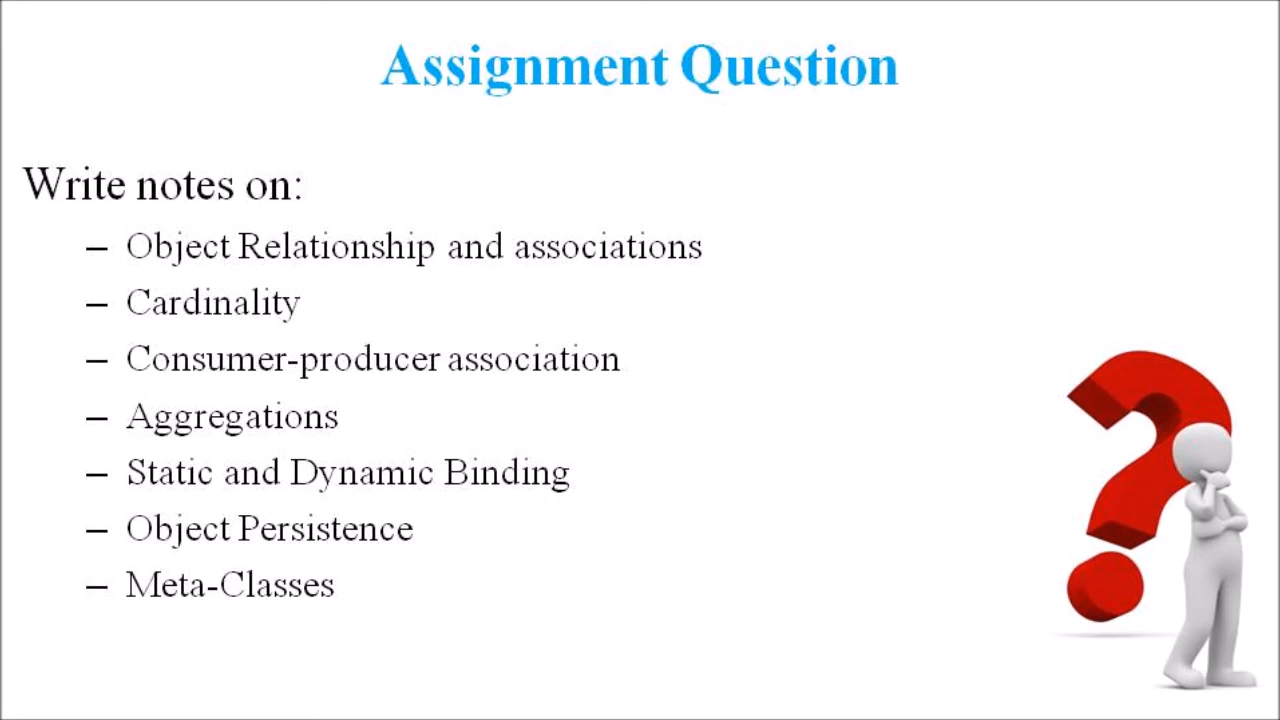 Assignment Question
Write notes on:
– Object Relationship and associations
– Cardinality
– Consumer-producer association
– Aggregations
– Static and Dynamic Binding
– Object Persistence
– Meta-Classes